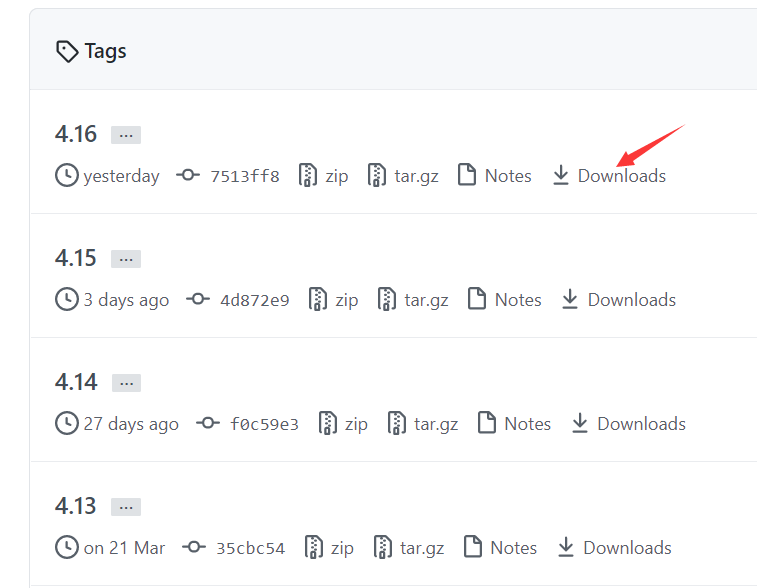 Tags
4.16 ...
yesterday 7513ff8 zip tar.gz Notes Downloads
4.15 ...
3 days ago 4d872e9 zip tar.gz Notes Downloads
4.14 ...
27 days ago f0c59e3 zip tar.gz Notes Downloads
4.13 ...
on 21 Mar 35cbc54 zip tar.gz Notes Downloads